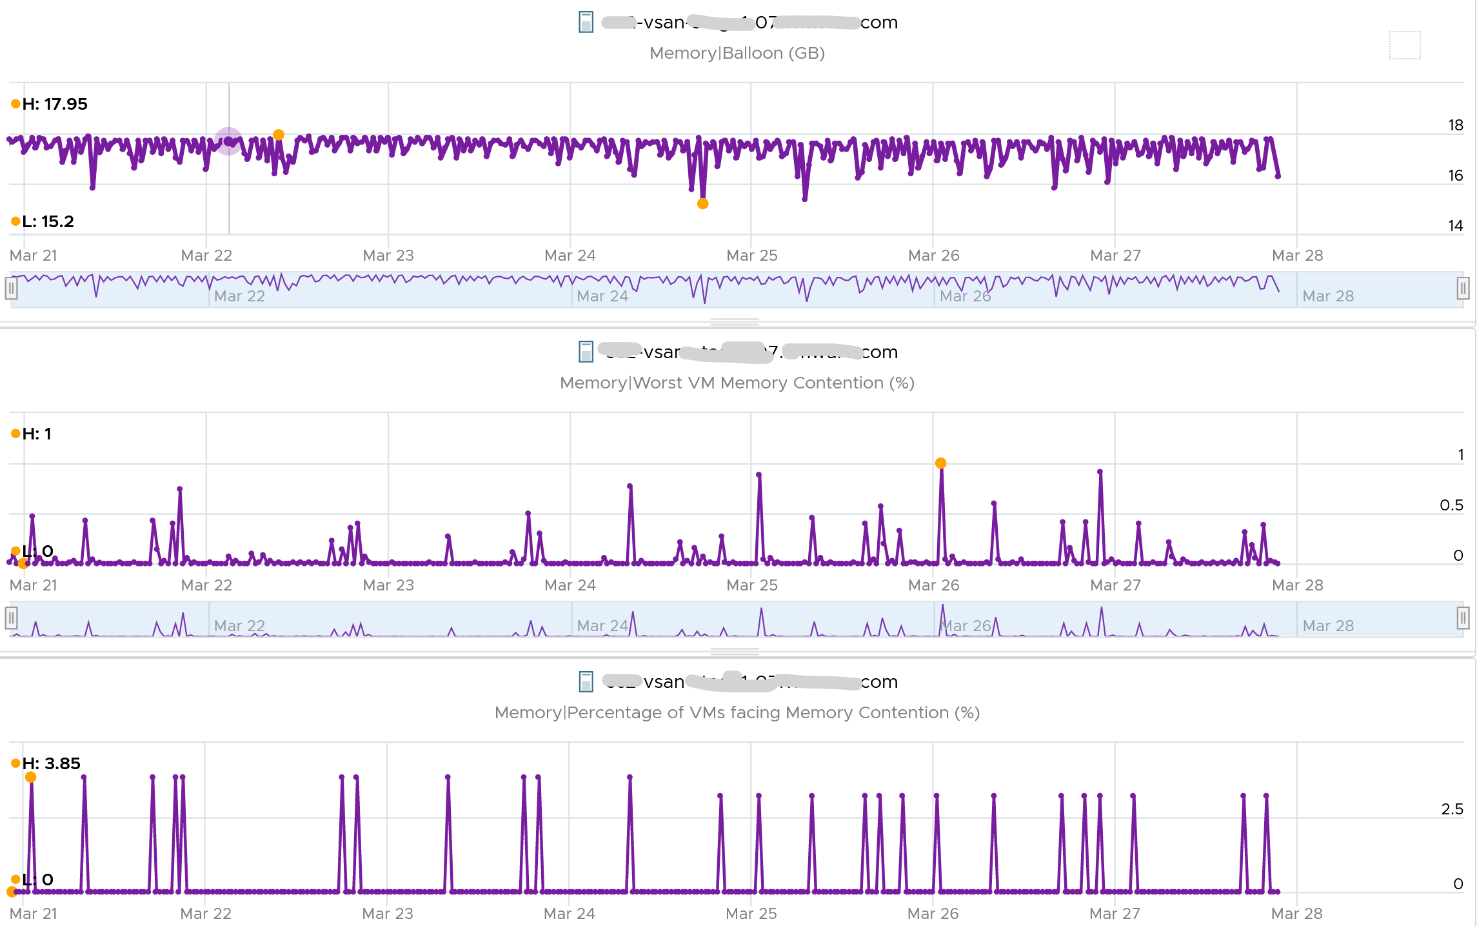 -vsan- com
Memory|Balloon (GB)
H: 17.95
18
16
L: 15.2
14
Mar 21 Mar 22 Mar 23 Mar 24 Mar 25 Mar 26 Mar 27 Mar 28
Mar 22 Mar 24 Mar 26 Mar 28
-vsan com
Memory|Worst VM Memory Contention (%)
H: 1
1
0.5
L: 0
0
Mar 21 Mar 22 Mar 23 Mar 24 Mar 25 Mar 26 Mar 27 Mar 28
Mar 22 Mar 24 Mar 26 Mar 28
-vsan com
Memory|Percentage of VMs facing Memory Contention (%)
H: 3.85
2.5
L: 0
0
Mar 21 Mar 22 Mar 23 Mar 24 Mar 25 Mar 26 Mar 27 Mar 28